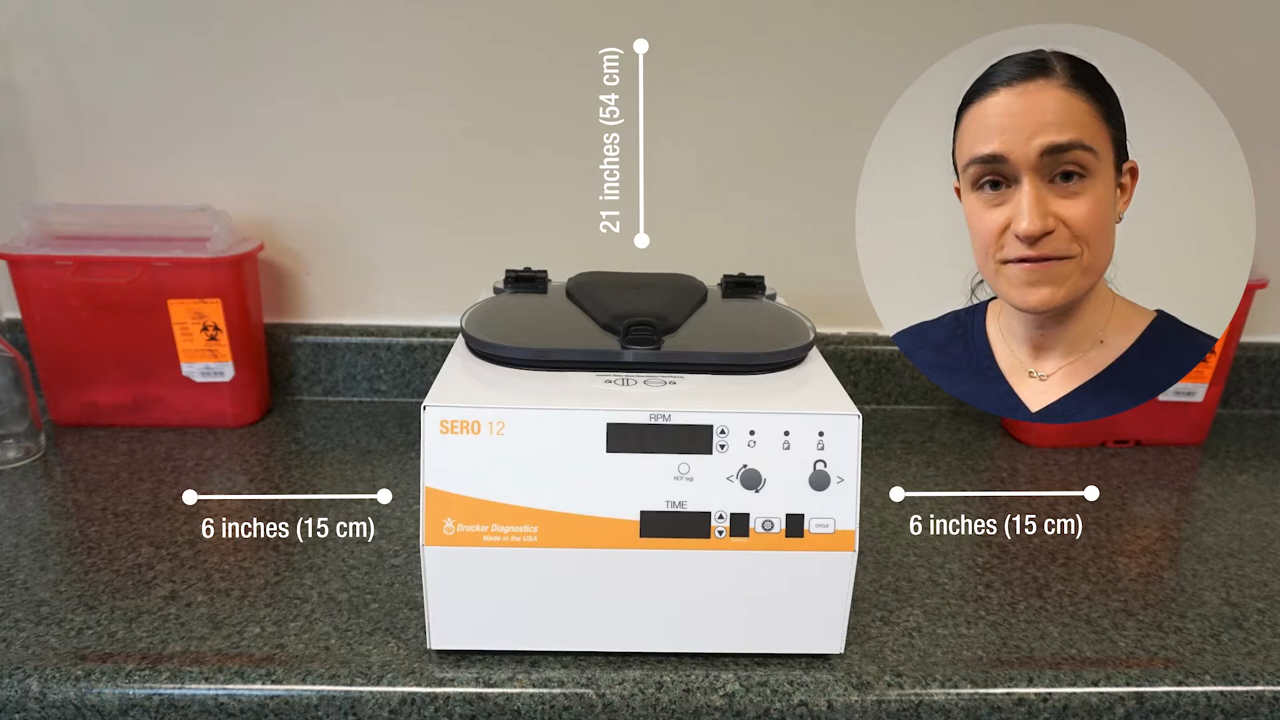 21 inches (54 cm)
SERO 12
RPM
RCF (xg)
6 inches (15 cm)
TIME
Drucker Diagnostics
Made in the USA
CYCLE
6 inches (15 cm)